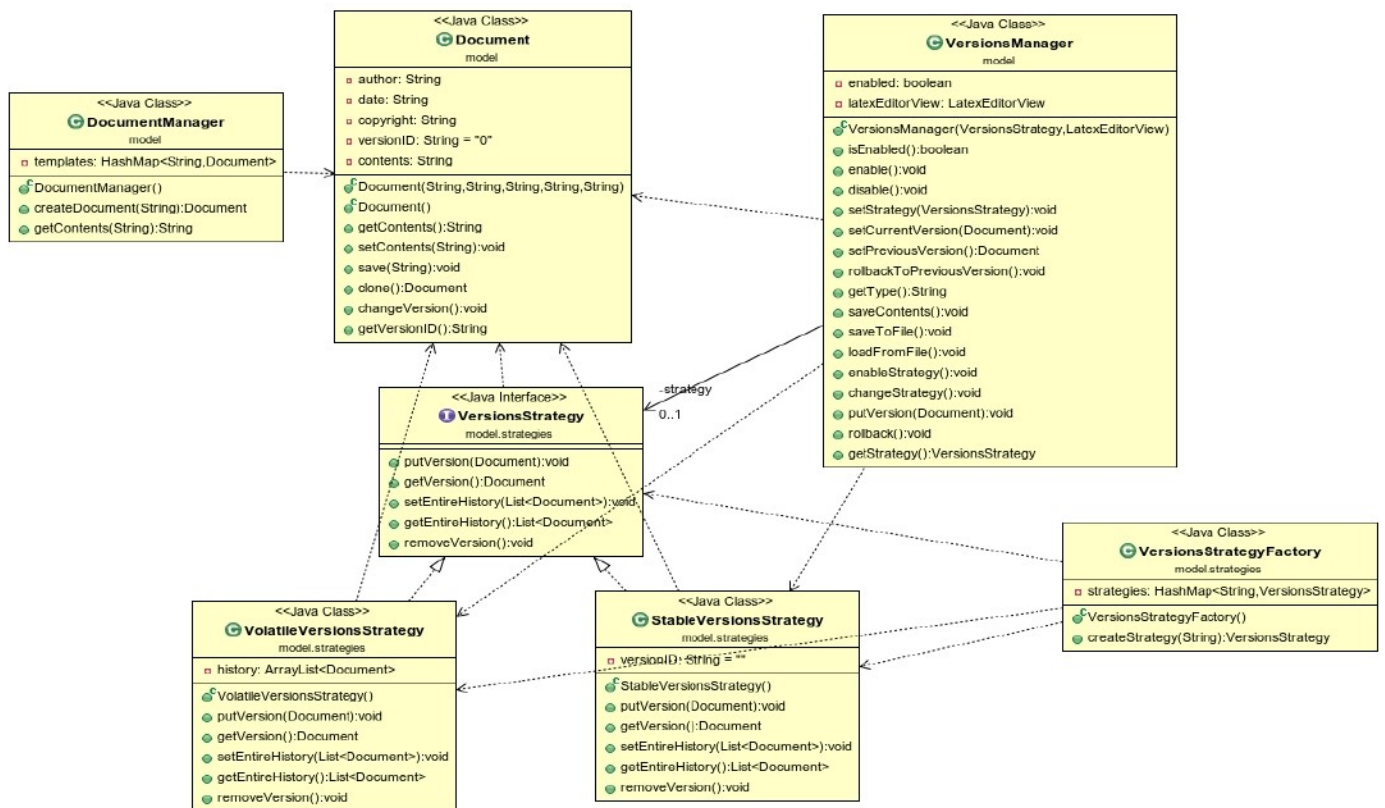 <<Java Class>>
DocumentManager
model
templates: HashMap<String,Document>
DocumentManager()
createDocument(String):Document
getContents(String):String
<<Java Class>>
Document
model
author: String
date: String
copyright: String
versionID: String = "0"
contents: String
Document(String,String,String,String,String)
Document()
getContents():String
setContents(String):void
save(String):void
clone():Document
changeVersion():void
getVersionID():String
<<Java Class>>
VersionsManager
model
enabled: boolean
latexEditorView: LatexEditorView
VersionsManager(VersionsStrategy,LatexEditorView)
isEnabled():boolean
enable():void
disable():void
setStrategy(VersionsStrategy):void
setCurrentVersion(Document):void
setPreviousVersion():Document
rollbackToPreviousVersion():void
getType():String
saveContents():void
saveToFile():void
loadFromFile():void
enableStrategy():void
changeStrategy():void
putVersion(Document):void
rollback():void
getStrategy():VersionsStrategy
-strategy
0..1
<<Java Interface>>
VersionsStrategy
model.strategies
putVersion(Document):void
getVersion():Document
setEntireHistory(List<Document>):void
getEntireHistory():List<Document>
removeVersion():void
<<Java Class>>
VersionsStrategyFactory
model.strategies
strategies: HashMap<String,VersionsStrategy>
VersionsStrategyFactory()
createStrategy(String):VersionsStrategy
<<Java Class>>
VolatileVersionsStrategy
model.strategies
history: ArrayList<Document>
VolatileVersionsStrategy()
putVersion(Document):void
getVersion():Document
setEntireHistory(List<Document>):void
getEntireHistory():List<Document>
removeVersion():void
<<Java Class>>
StableVersionsStrategy
model.strategies
versionID: String = ""
StableVersionsStrategy()
putVersion(Document):void
getVersion():Document
setEntireHistory(List<Document>):void
getEntireHistory():List<Document>
removeVersion():void